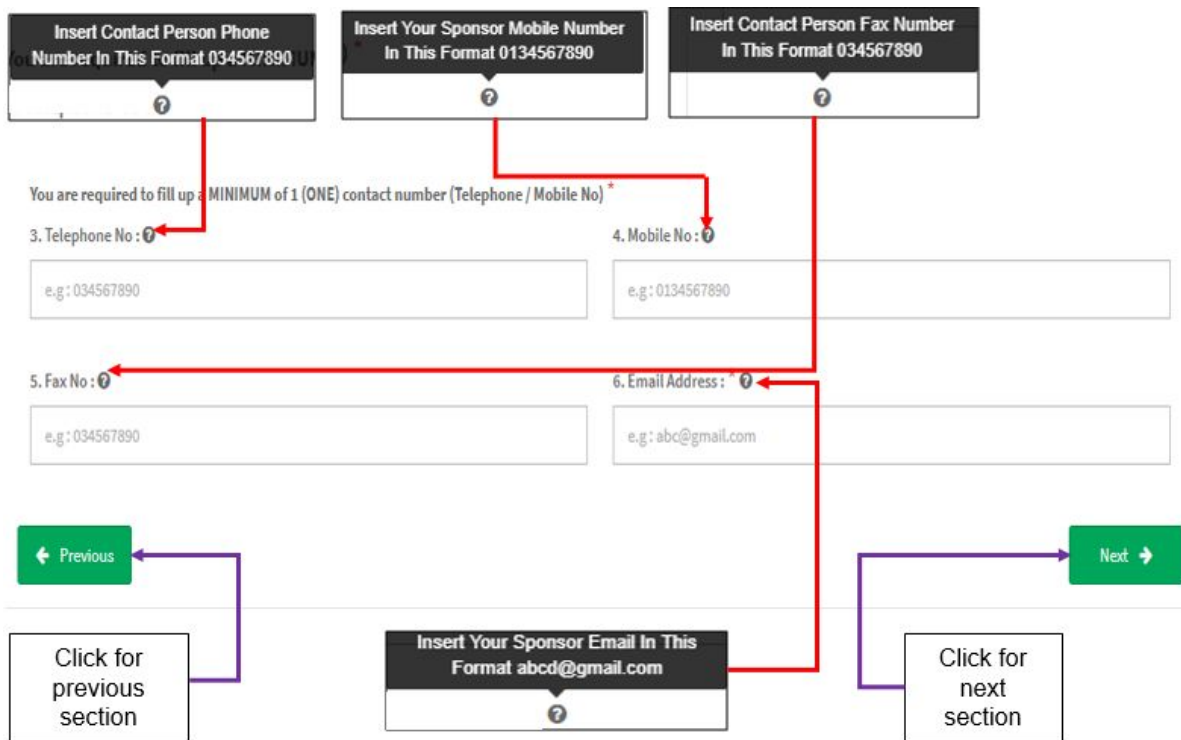 Insert Contact Person Phone
Number In This Format 034567890
Insert Your Sponsor Mobile Number
In This Format 0134567890
Insert Contact Person Fax Number
In This Format 034567890
You are required to fill up a MINIMUM of 1 (ONE) contact number (Telephone / Mobile No) *
3. Telephone No :
4. Mobile No :
e.g : 034567890
e.g : 0134567890
5. Fax No :
6. Email Address : *
e.g : 034567890
e.g : abc@gmail.com
Previous
Next
Click for
previous
section
Insert Your Sponsor Email In This
Format abcd@gmail.com
Click for
next
section